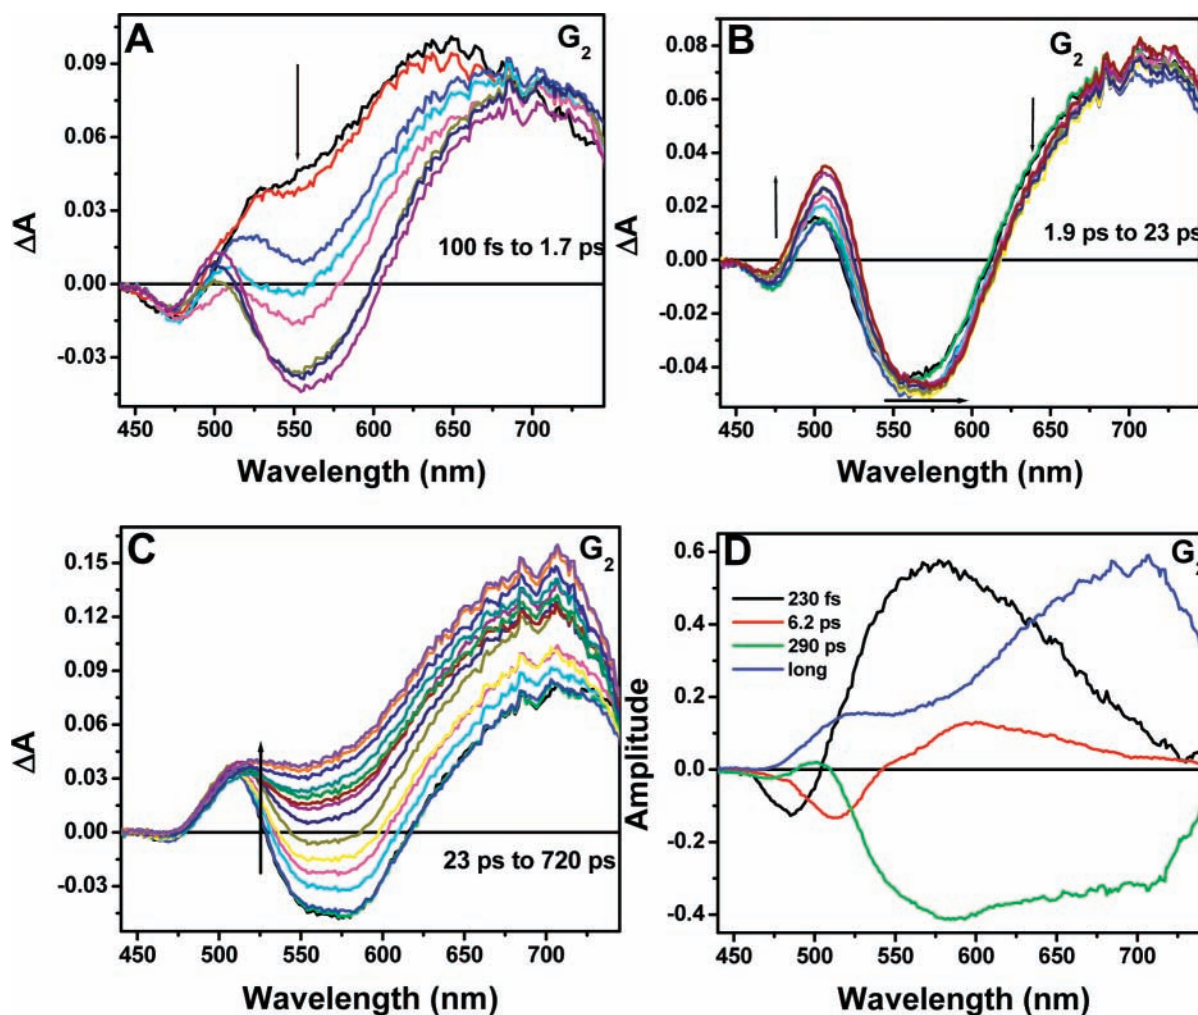 A
G2
0.09
0.06
0.03
0.00
-0.03
ΔA
100 fs to 1.7 ps
450 500 550 600 650 700
Wavelength (nm)
B
G2
0.08
0.06
0.04
0.02
0.00
-0.02
-0.04
ΔA
1.9 ps to 23 ps
450 500 550 600 650 700
Wavelength (nm)
C
G2
0.15
0.12
0.09
0.06
0.03
0.00
-0.03
ΔA
23 ps to 720 ps
450 500 550 600 650 700
Wavelength (nm)
D
G2
0.6
0.4
0.2
0.0
-0.2
-0.4
Amplitude
230 fs
6.2 ps
290 ps
long
450 500 550 600 650 700
Wavelength (nm)